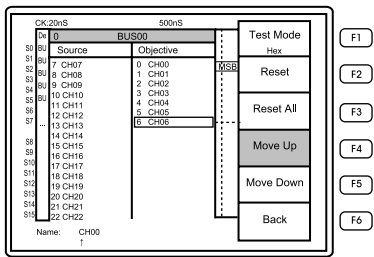 CK:20nS 500nS
De 0 BUS00
Source Objective
S0 BU
S1 BU
S2 BU
S3 BU
S4
S5 BU
S6
S7 ...
S8
S9
S10
S11
S12
S13
S14
S15
7 CH07
8 CH08
9 CH09
10 CH10
11 CH11
12 CH12
13 CH13
14 CH14
15 CH15
16 CH16
17 CH17
18 CH18
19 CH19
20 CH20
21 CH21
22 CH22
0 CH00
1 CH01
2 CH02
3 CH03
4 CH04
5 CH05
6 CH06
MSB
Name: CH00
↑
Test Mode
Hex
Reset
Reset All
Move Up
Move Down
Back
F1
F2
F3
F4
F5
F6